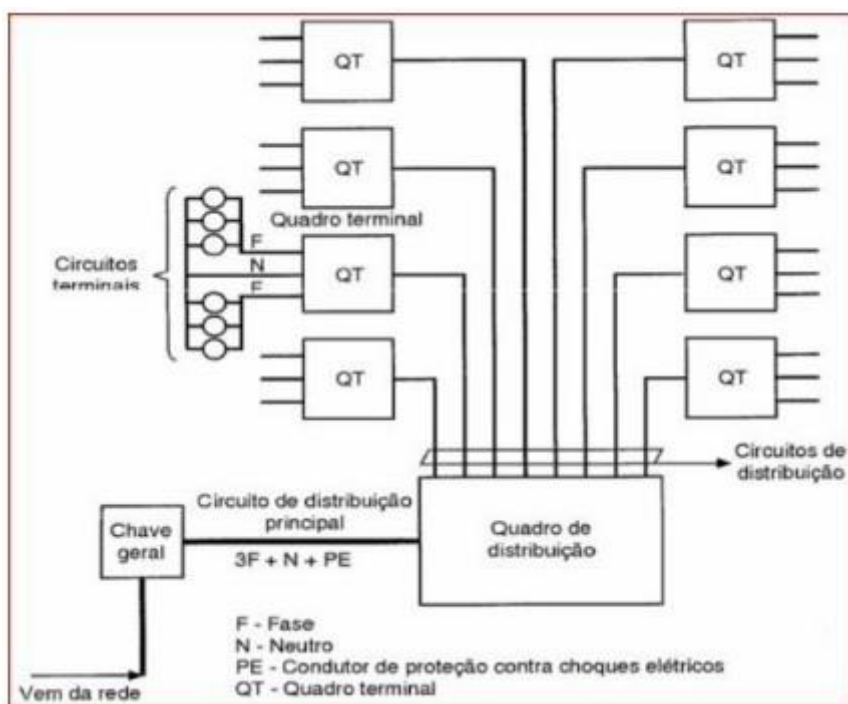 QT
QT
QT
QT
Quadro terminal
F
Circuitos terminais
N
F
QT
QT
QT
QT
Circuitos de distribuição
Circuito de distribuição principal
Chave geral
3F + N + PE
Quadro de distribuição
F - Fase
N - Neutro
PE - Condutor de proteção contra choques elétricos
Vem da rede
QT - Quadro terminal